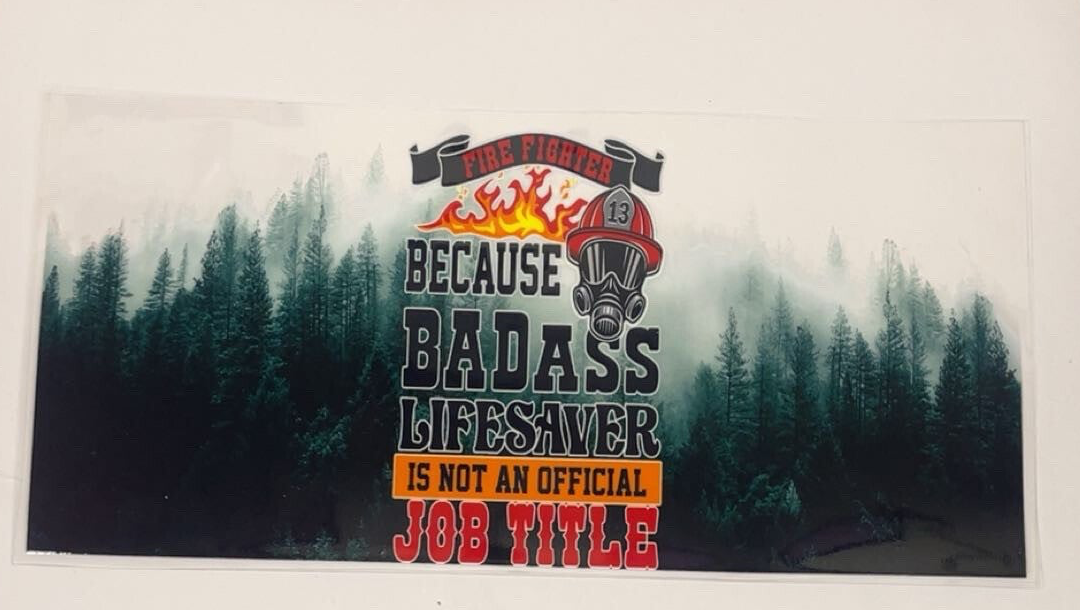 FIRE FIGHTER
13
BECAUSE
BADASS
LIFESAVER
IS NOT AN OFFICIAL
JOB TITLE